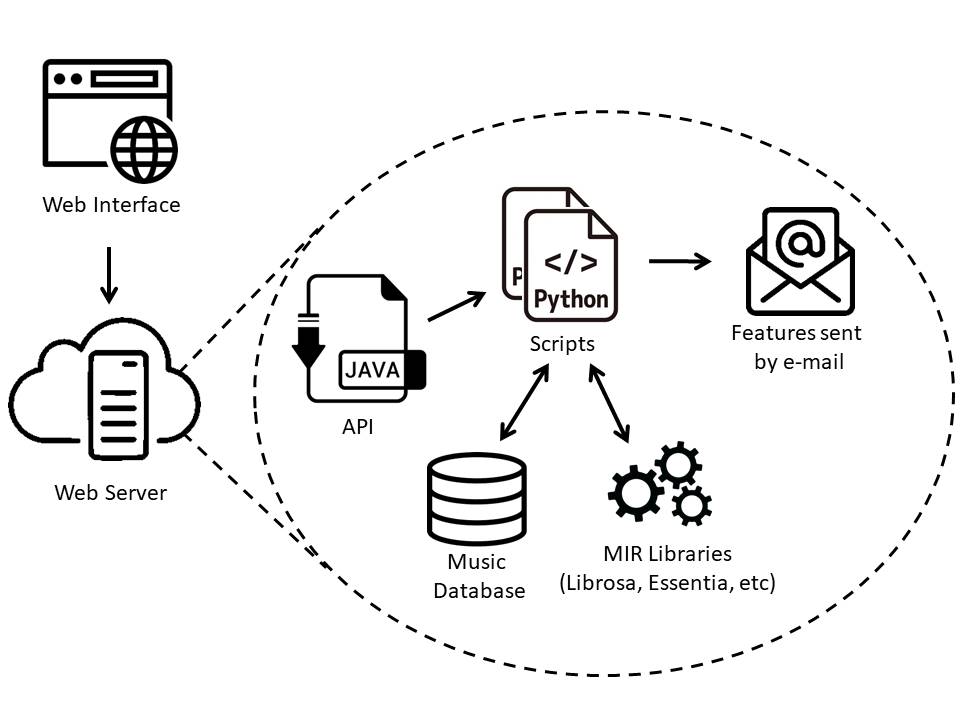 Web Interface
Web Server
JAVA
API
P
</>
Python
Scripts
@
Features sent
by e-mail
Music
Database
MIR Libraries
(Librosa, Essentia, etc)